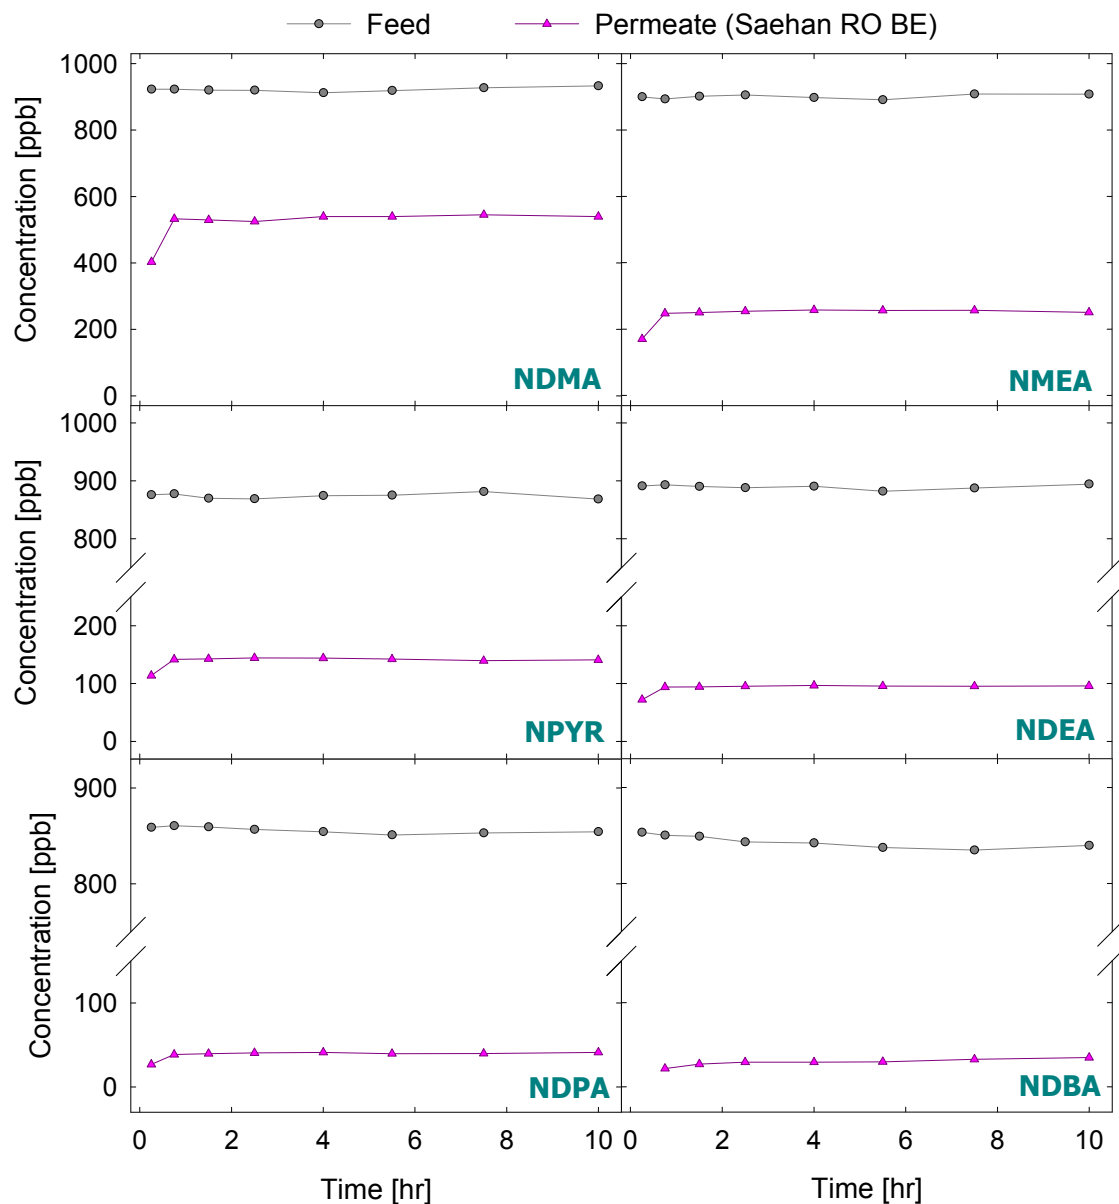 Feed Permeate (Saehan RO BE)
Concentration [ppb]
1000
800
600
400
200
0
NDMA
NMEA
Concentration [ppb]
1000
900
800
200
100
0
NPYR
NDEA
Concentration [ppb]
900
800
100
0
NDPA
NDBA
0 2 4 6 8 10 0 2 4 6 8 10
Time [hr] Time [hr]